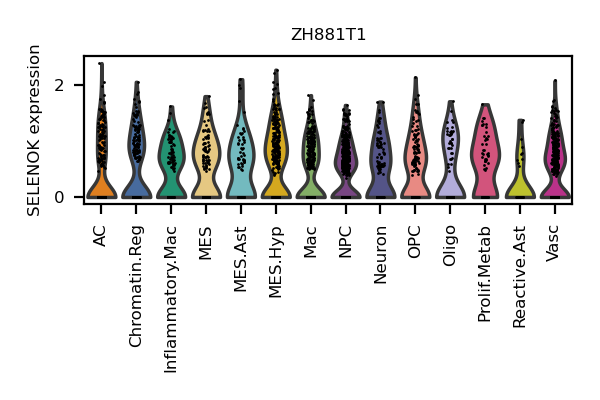 ZH881T1
SELENOK expression
2
0
AC
Chromatin.Reg
Inflammatory.Mac
MES
MES.Ast
MES.Hyp
Mac
NPC
Neuron
OPC
Oligo
Prolif.Metab
Reactive.Ast
Vasc